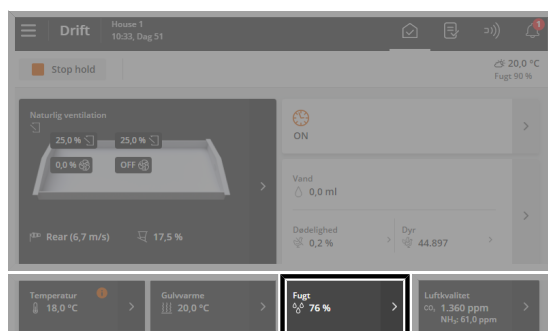 Drift
House 1
10:33, Dag 51
1
Stop hold
20,0 °C
Fugt 90 %
Naturlig ventilation
25,0 % 25,0 %
0,0 % OFF
Rear (6,7 m/s) 17,5 %
ON
Vand
0,0 ml
Dødelighed Dyr
0,2 % 44.897
Temperatur Gulvvarme Fugt Luftkvalitet
18,0 °C 20,0 °C 76 % CO₂ 1.360 ppm
NH₃: 61,0 ppm